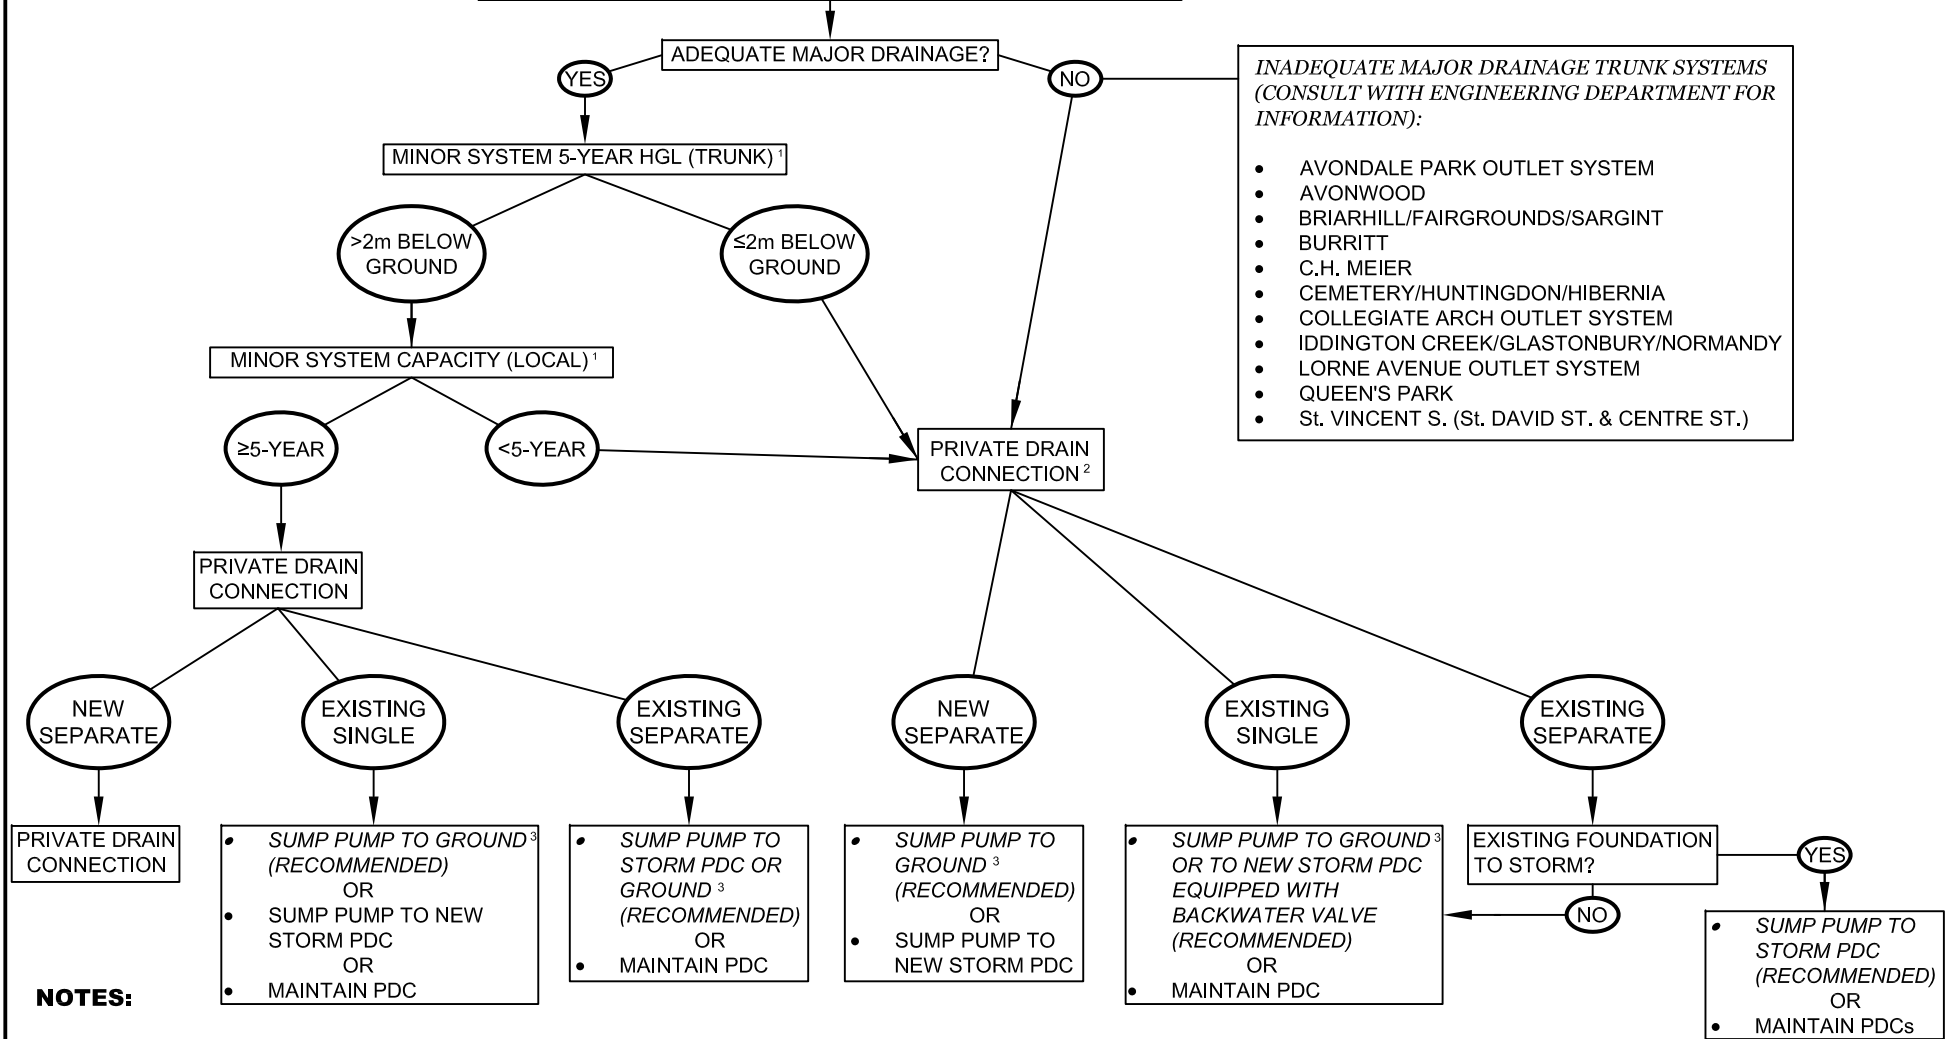 ADEQUATE MAJOR DRAINAGE?
YES
NO
INADEQUATE MAJOR DRAINAGE TRUNK SYSTEMS
(CONSULT WITH ENGINEERING DEPARTMENT FOR
INFORMATION):
• AVONDALE PARK OUTLET SYSTEM
• AVONWOOD
• BRIARHILL/FAIRGROUNDS/SARGINT
• BURRITT
• C.H. MEIER
• CEMETERY/HUNTINGDON/HIBERNIA
• COLLEGIATE ARCH OUTLET SYSTEM
• IDDINGTON CREEK/GLASTONBURY/NORMANDY
• LORNE AVENUE OUTLET SYSTEM
• QUEEN'S PARK
• St. VINCENT S. (St. DAVID ST. & CENTRE ST.)
MINOR SYSTEM 5-YEAR HGL (TRUNK) ¹
>2m BELOW
GROUND
≤2m BELOW
GROUND
MINOR SYSTEM CAPACITY (LOCAL) ¹
≥5-YEAR
<5-YEAR
PRIVATE DRAIN
CONNECTION ²
PRIVATE DRAIN
CONNECTION
NEW
SEPARATE
EXISTING
SINGLE
EXISTING
SEPARATE
NEW
SEPARATE
EXISTING
SINGLE
EXISTING
SEPARATE
PRIVATE DRAIN
CONNECTION
• SUMP PUMP TO GROUND ³
(RECOMMENDED)
OR
• SUMP PUMP TO NEW
STORM PDC
OR
• MAINTAIN PDC
• SUMP PUMP TO
STORM PDC OR
GROUND ³
(RECOMMENDED)
OR
• MAINTAIN PDC
• SUMP PUMP TO
GROUND ³
(RECOMMENDED)
OR
• SUMP PUMP TO
NEW STORM PDC
• SUMP PUMP TO GROUND ³
OR TO NEW STORM PDC
EQUIPPED WITH
BACKWATER VALVE
(RECOMMENDED)
OR
• MAINTAIN PDC
EXISTING FOUNDATION
TO STORM?
YES
NO
• SUMP PUMP TO
STORM PDC
(RECOMMENDED)
OR
• MAINTAIN PDCs
NOTES: